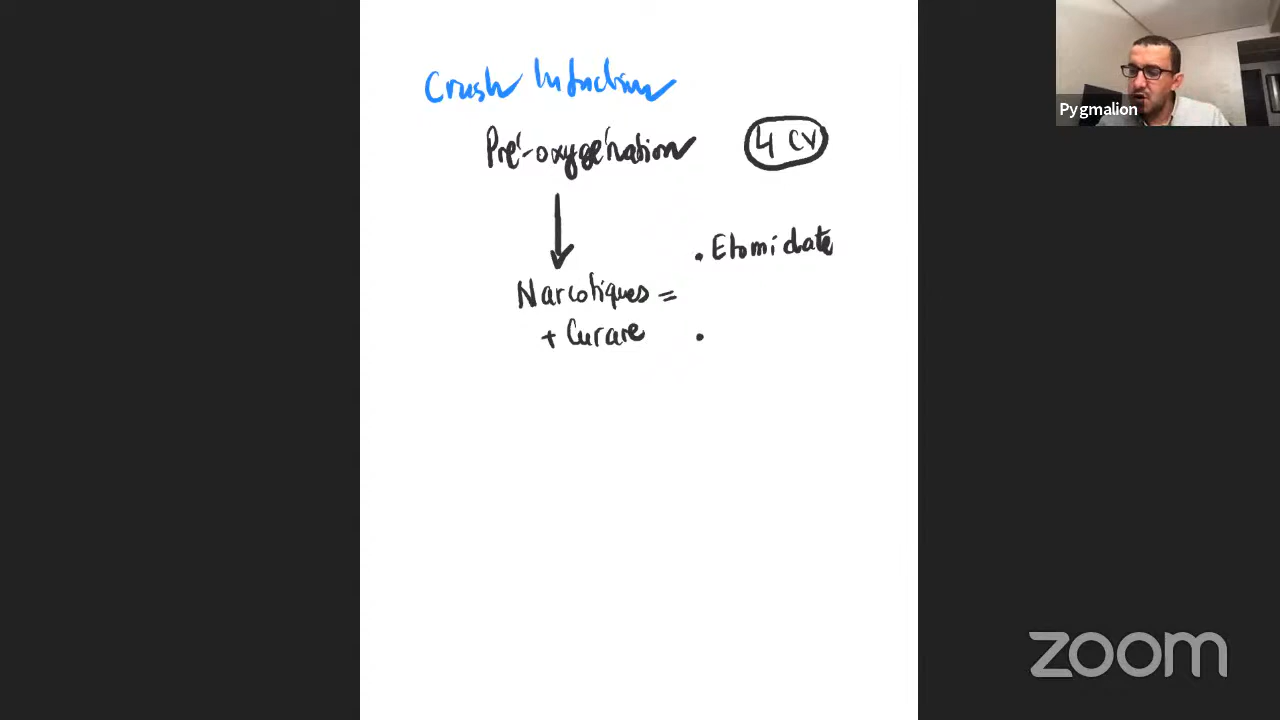 Crush Induction
Pré-oxygénation
4 CV
• Etomidate
Narcotiques =
+ Curare
•
Pygmalion
zoom